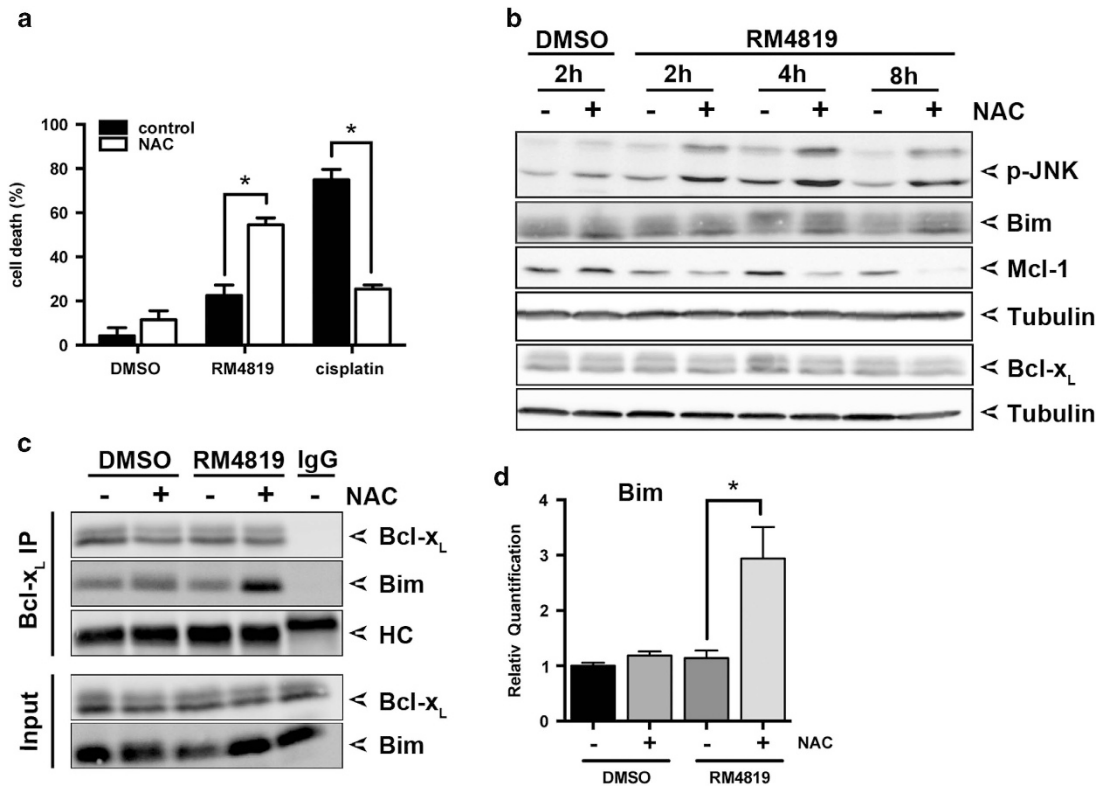 a
100
80
60
40
20
0
cell death (%)
control
NAC
*
*
DMSO RM4819 cisplatin
b
DMSO RM4819
2h 2h 4h 8h
- + - + - + - + NAC
p-JNK
Bim
Mcl-1
Tubulin
Bcl-xL
Tubulin
c
DMSO RM4819 IgG
- + - + - NAC
Bcl-xL IP
Bcl-xL
Bim
HC
Input
Bcl-xL
Bim
d
Bim
*
4
3
2
1
0
Relativ Quantification
- + - + NAC
DMSO RM4819